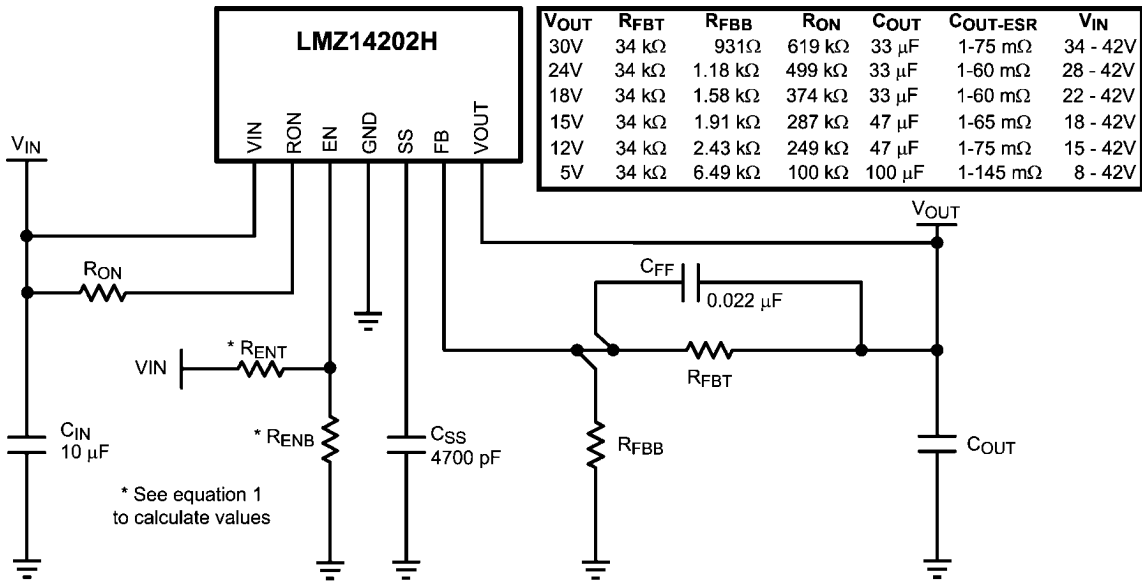 LMZ14202H
VIN
RON
EN
GND
SS
FB
VOUT
VOUT RFBT RFBB RON COUT COUT-ESR VIN
30V 34 kΩ 931Ω 619 kΩ 33 μF 1-75 mΩ 34 - 42V
24V 34 kΩ 1.18 kΩ 499 kΩ 33 μF 1-60 mΩ 28 - 42V
18V 34 kΩ 1.58 kΩ 374 kΩ 33 μF 1-60 mΩ 22 - 42V
15V 34 kΩ 1.91 kΩ 287 kΩ 47 μF 1-65 mΩ 18 - 42V
12V 34 kΩ 2.43 kΩ 249 kΩ 47 μF 1-75 mΩ 15 - 42V
5V 34 kΩ 6.49 kΩ 100 kΩ 100 μF 1-145 mΩ 8 - 42V
VIN
VOUT
RON
CFF
0.022 μF
* RENT
VIN
RFBT
CIN
10 μF
* RENB
CSS
4700 pF
RFBB
COUT
* See equation 1
to calculate values